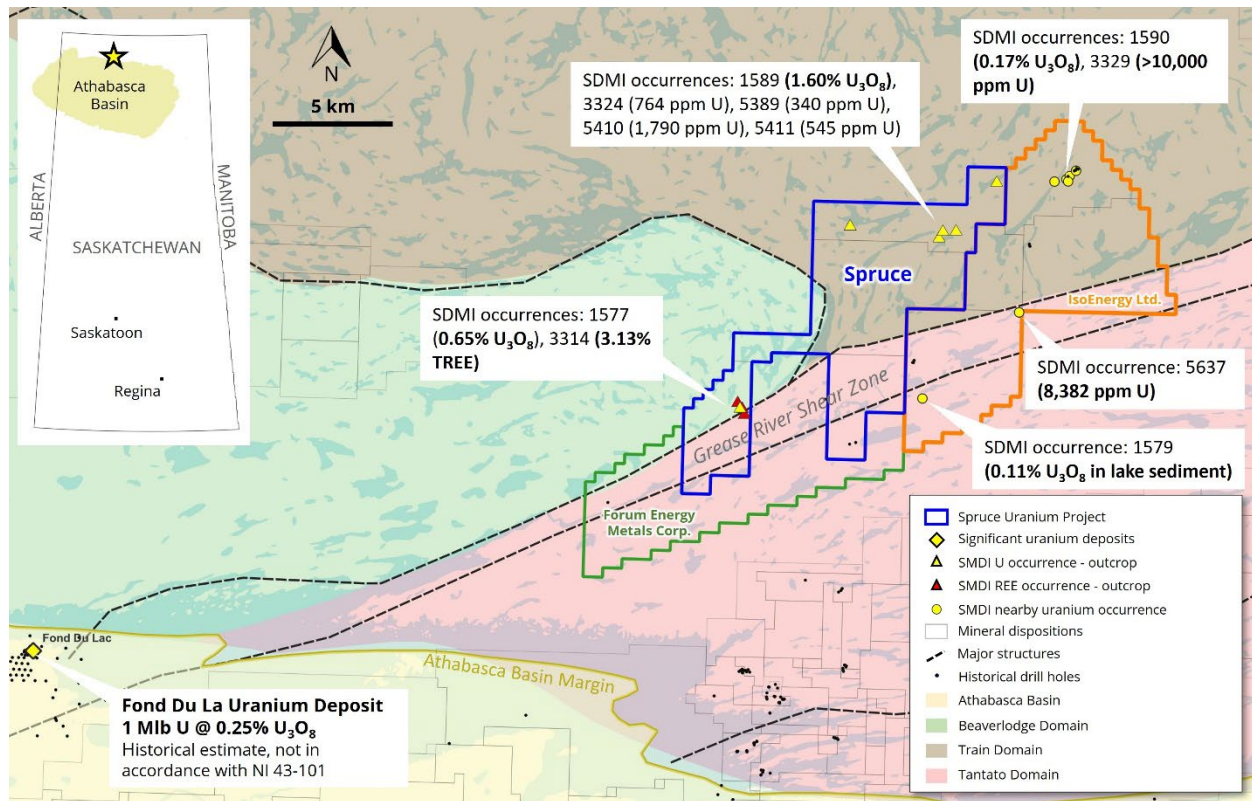 Athabasca
Basin
ALBERTA
MANITOBA
SASKATCHEWAN
Saskatoon
Regina
N
5 km
SDMI occurrences: 1589 (1.60% U₃O₈),
3324 (764 ppm U), 5389 (340 ppm U),
5410 (1,790 ppm U), 5411 (545 ppm U)
SDMI occurrences: 1590
(0.17% U₃O₈), 3329 (>10,000
ppm U)
Spruce
IsoEnergy Ltd.
SDMI occurrences: 1577
(0.65% U₃O₈), 3314 (3.13%
TREE)
SDMI occurrence: 5637
(8,382 ppm U)
Grease River Shear Zone
SDMI occurrence: 1579
(0.11% U₃O₈ in lake sediment)
Forum Energy
Metals Corp.
Fond Du Lac
Athabasca Basin Margin
Fond Du La Uranium Deposit
1 Mlb U @ 0.25% U₃O₈
Historical estimate, not in
accordance with NI 43-101
Spruce Uranium Project
Significant uranium deposits
SMDI U occurrence - outcrop
SMDI REE occurrence - outcrop
SMDI nearby uranium occurrence
Mineral dispositions
Major structures
Historical drill holes
Athabasca Basin
Beaverlodge Domain
Train Domain
Tantato Domain